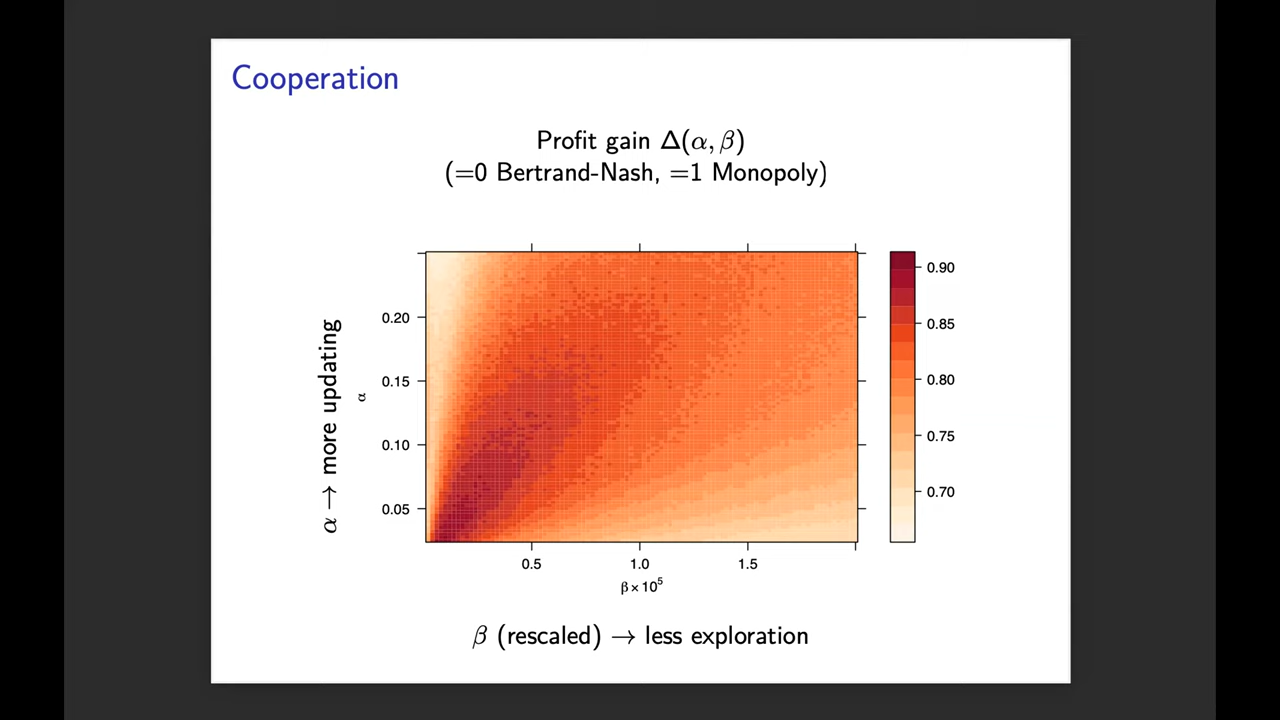 Cooperation
Profit gain Δ(α, β)
(=0 Bertrand-Nash, =1 Monopoly)
α → more updating
α
0.20
0.15
0.10
0.05
0.5 1.0 1.5
β×10⁵
0.90
0.85
0.80
0.75
0.70
β (rescaled) → less exploration